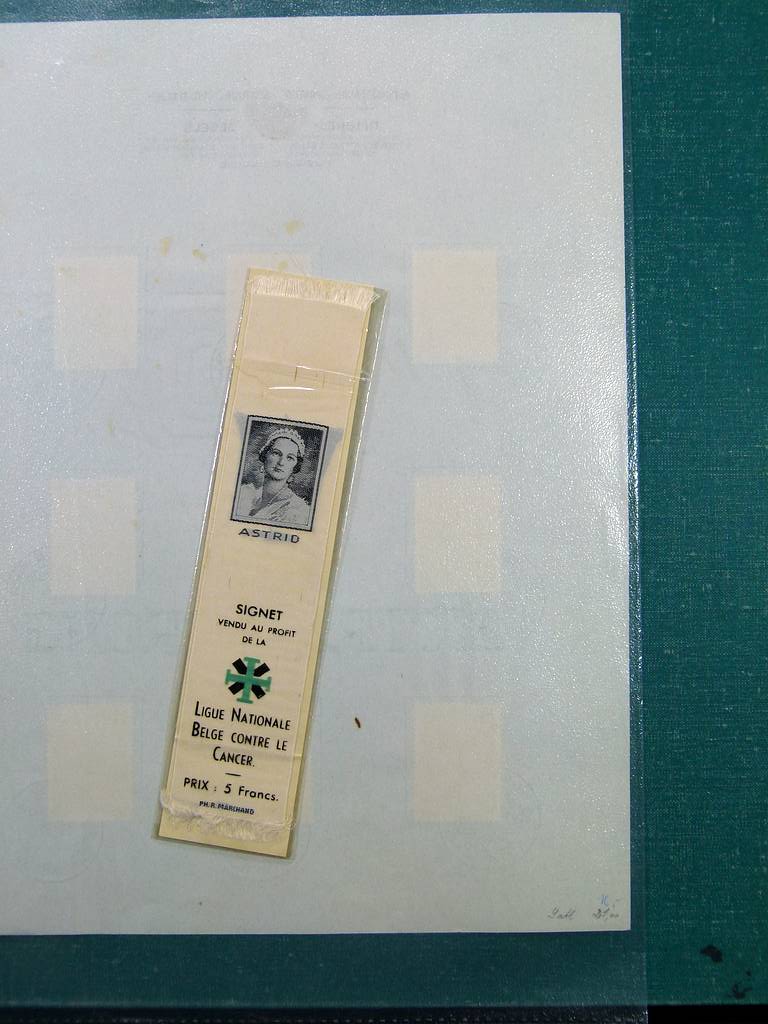 ASTRID
SIGNET
VENDU AU PROFIT
DE LA
LIGUE NATIONALE
BELGE CONTRE LE
CANCER.
PRIX : 5 Francs.
PH. R. MARCHAND